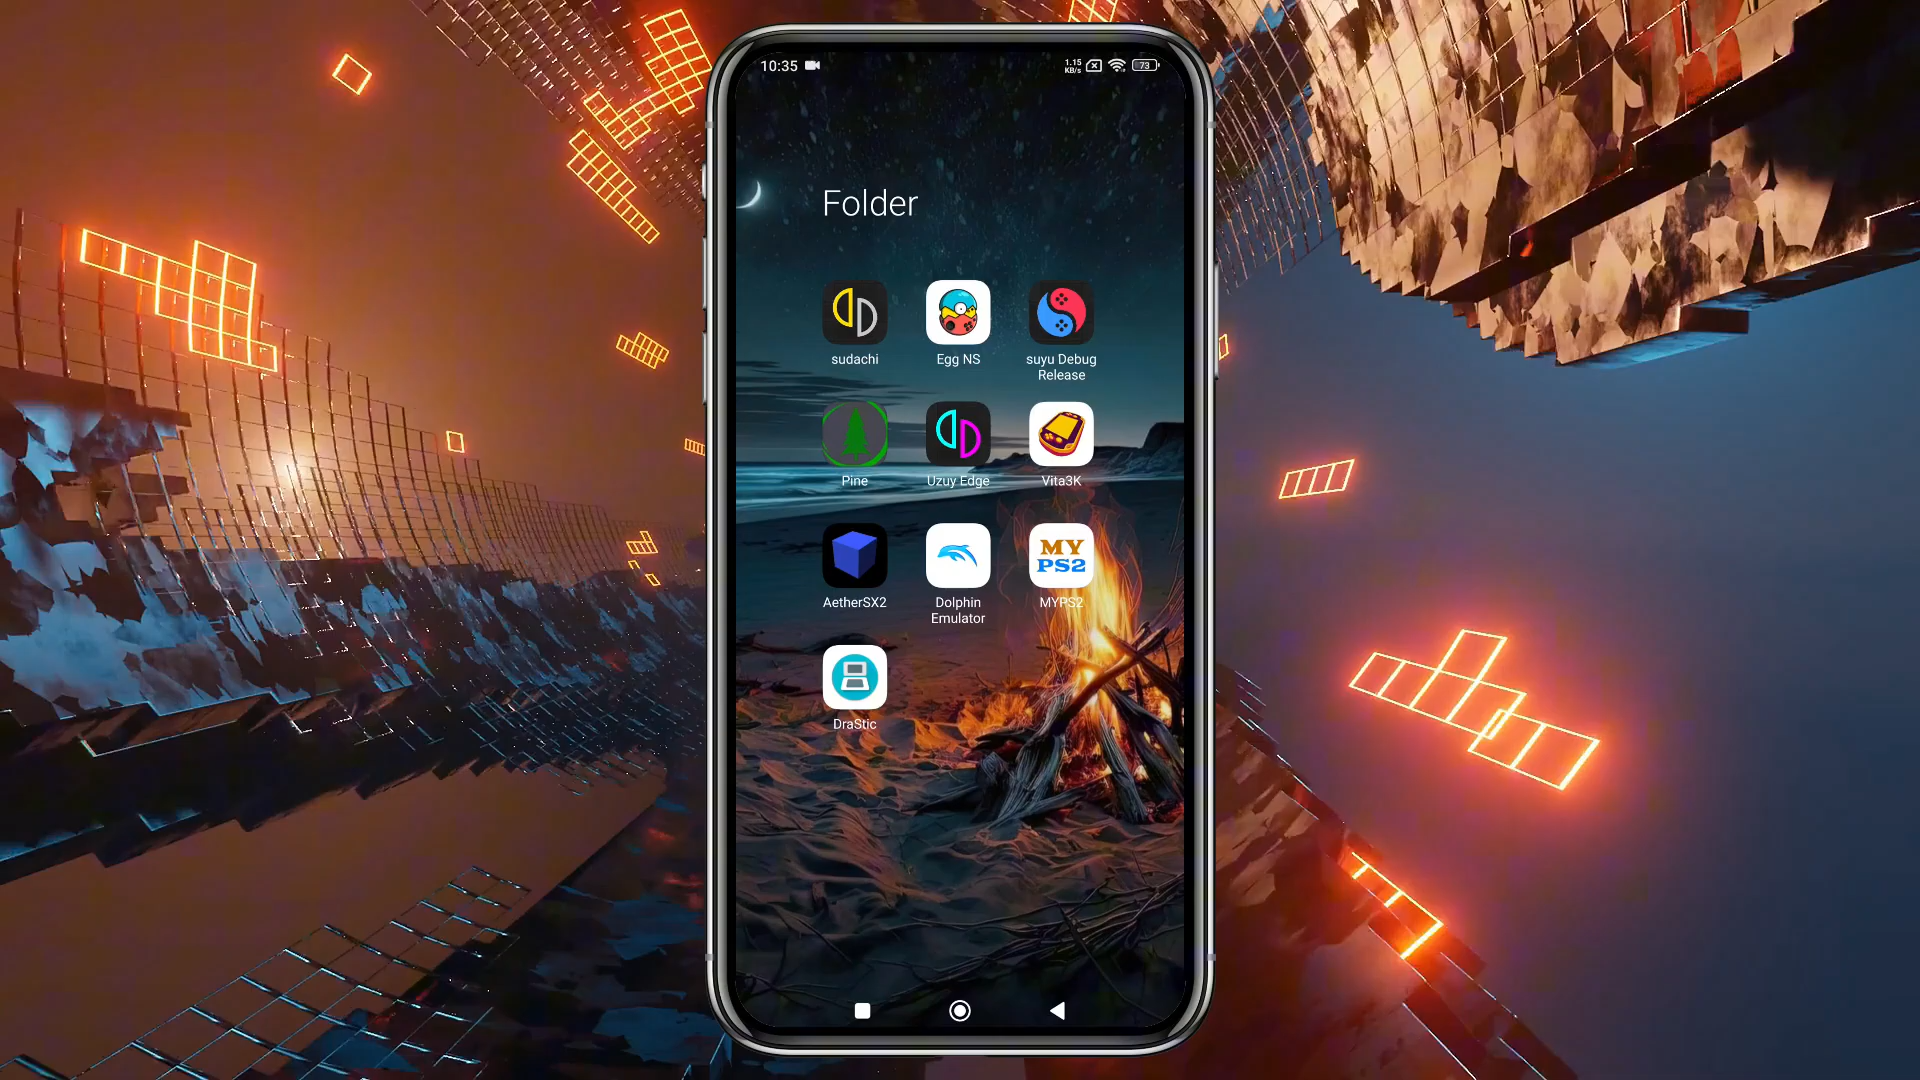 10:35
1.15
KB/s
73
Folder
sudachi
Egg NS
suyu Debug
Release
Pine
Uzuy Edge
Vita3K
MY
PS2
AetherSX2
Dolphin
Emulator
MYPS2
DraStic